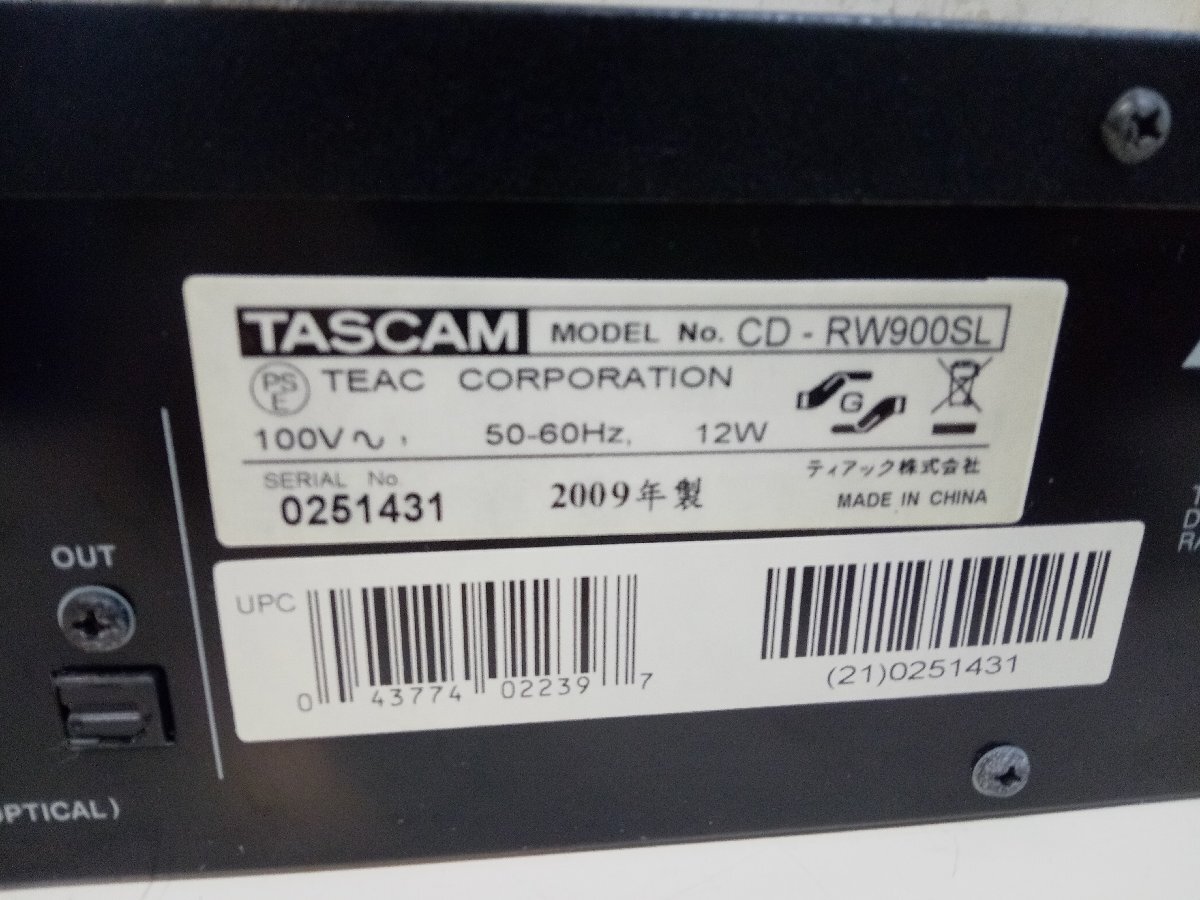 TASCAM MODEL No. CD - RW900SL
PSE TEAC CORPORATION
G
100V～, 50-60Hz, 12W
ティアック株式会社
SERIAL No
0251431 2009年製 MADE IN CHINA
OUT
UPC
0 43774 02239 7
(21)0251431
OPTICAL)